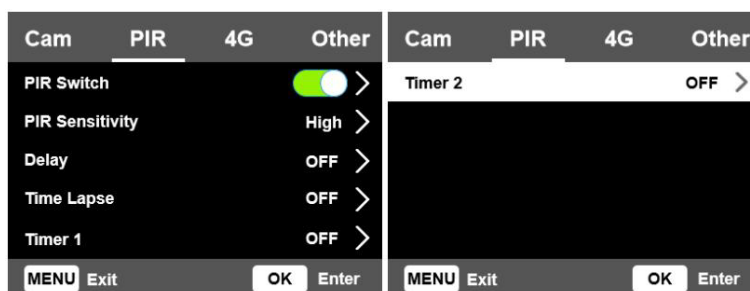 Cam PIR 4G Other
PIR Switch
PIR Sensitivity High
Delay OFF
Time Lapse OFF
Timer 1 OFF
MENU Exit OK Enter
Cam PIR 4G Other
Timer 2 OFF
MENU Exit OK Enter